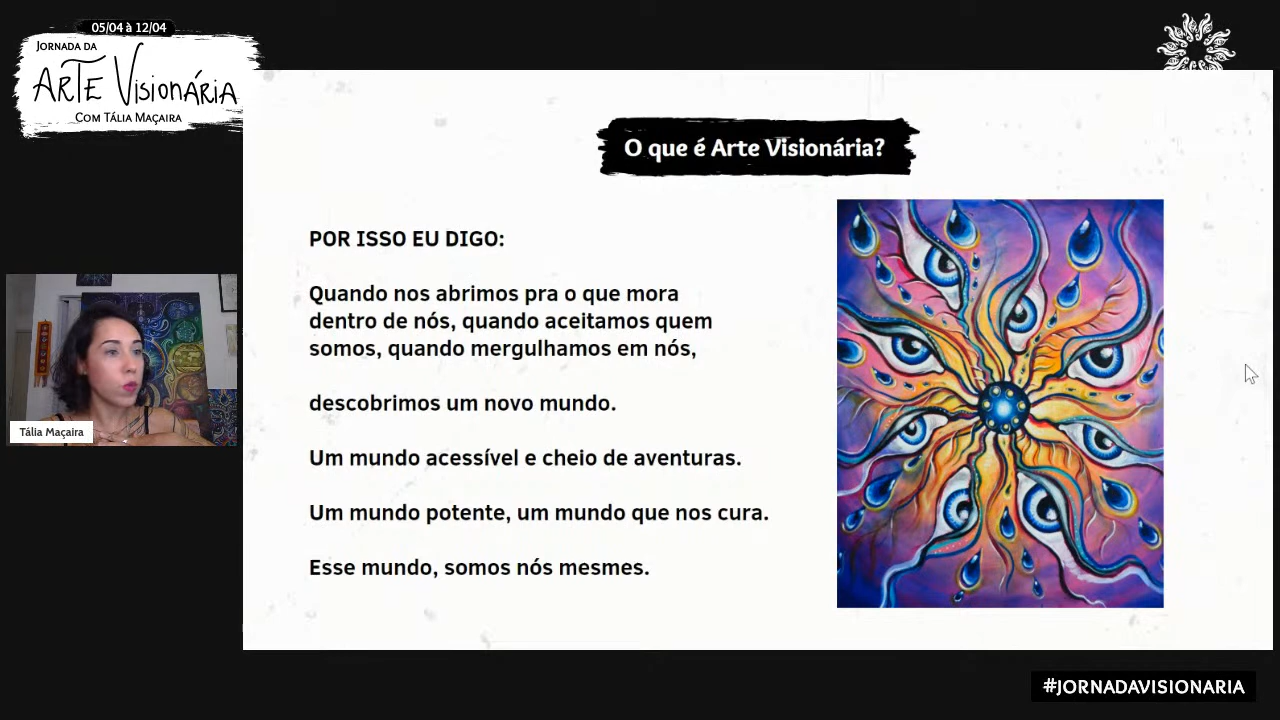 05/04 à 12/04
JORNADA DA
ARTE VISIONÁRIA
COM TÁLIA MAÇAIRA
O que é Arte Visionária?
POR ISSO EU DIGO:
Quando nos abrimos pra o que mora
dentro de nós, quando aceitamos quem
somos, quando mergulhamos em nós,
descobrimos um novo mundo.
Um mundo acessível e cheio de aventuras.
Um mundo potente, um mundo que nos cura.
Esse mundo, somos nós mesmes.
Tália Maçaira
#JORNADAVISIONARIA